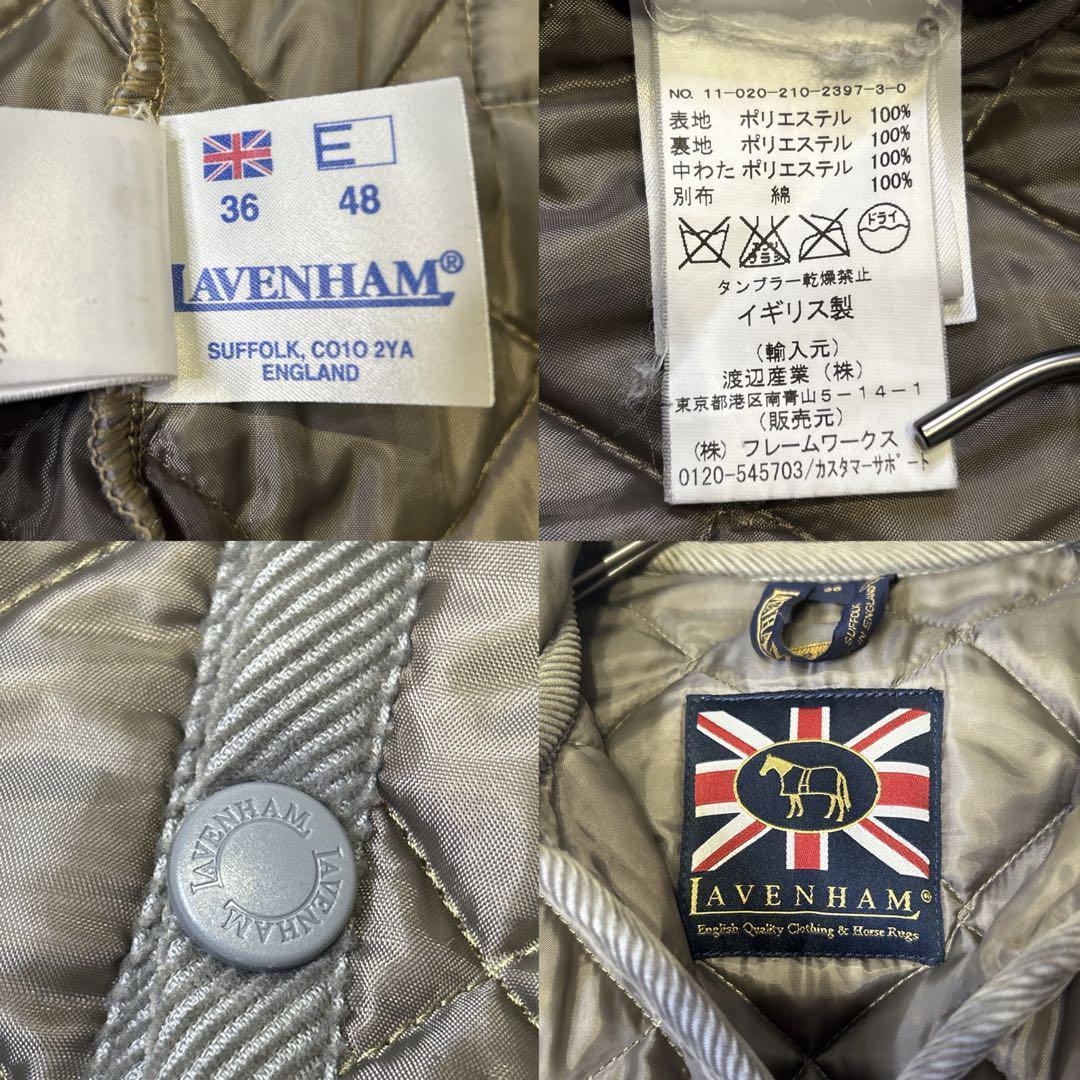 36 48
LAVENHAM®
SUFFOLK, CO10 2YA
ENGLAND
NO. 11-020-210-2397-3-0
表地 ポリエステル 100%
裏地 ポリエステル 100%
中わた ポリエステル 100%
別布 綿 100%
ドライ
タンブラー乾燥禁止
イギリス製
(輸入元)
渡辺産業(株)
東京都港区南青山5-14-1
(販売元)
(株)フレームワークス
0120-545703/カスタマーサポート
LAVENHAM
LAVENHAM
SUFFOLK
IN ENGLAND
LAVENHAM®
English Quality Clothing & Horse Rugs